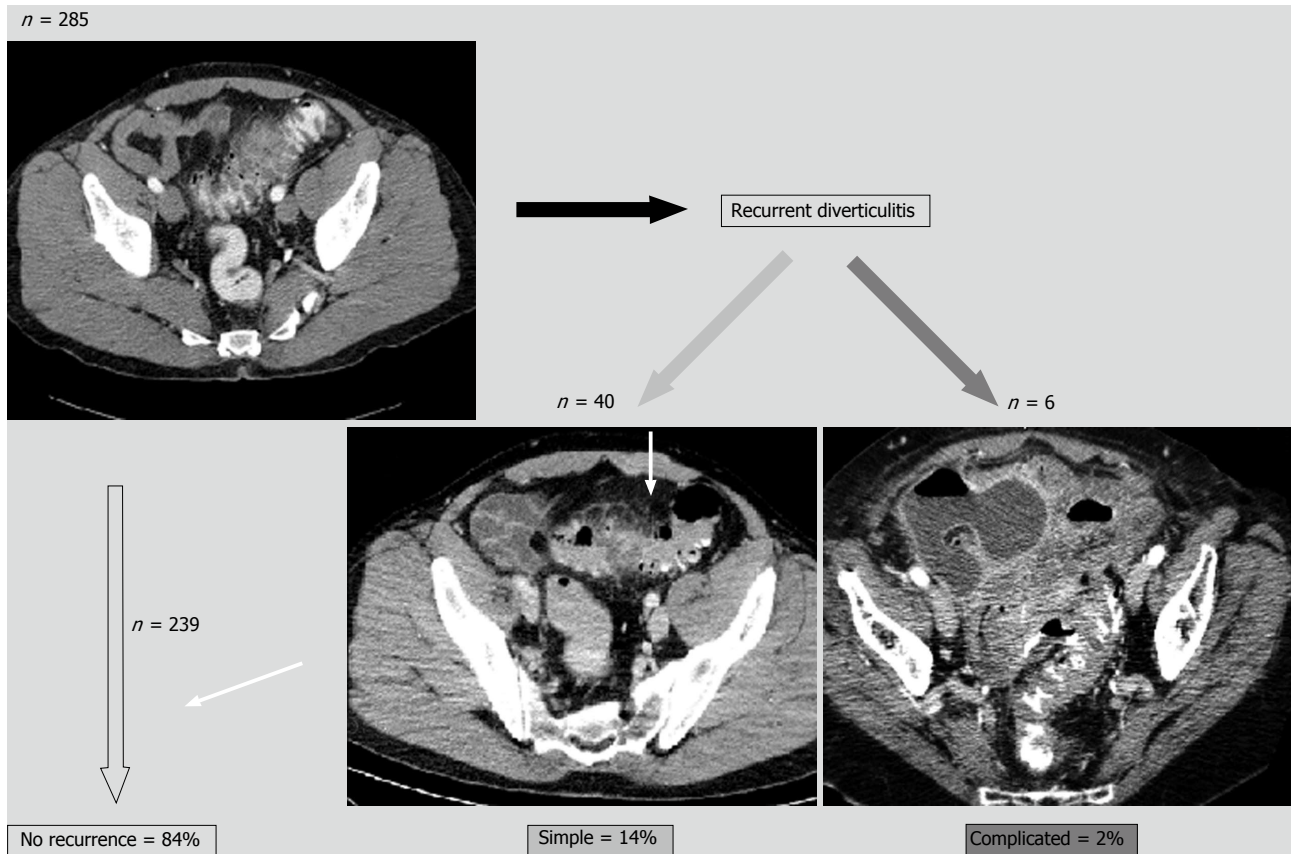 n = 285
Recurrent diverticulitis
n = 40
n = 6
n = 239
No recurrence = 84%
Simple = 14%
Complicated = 2%